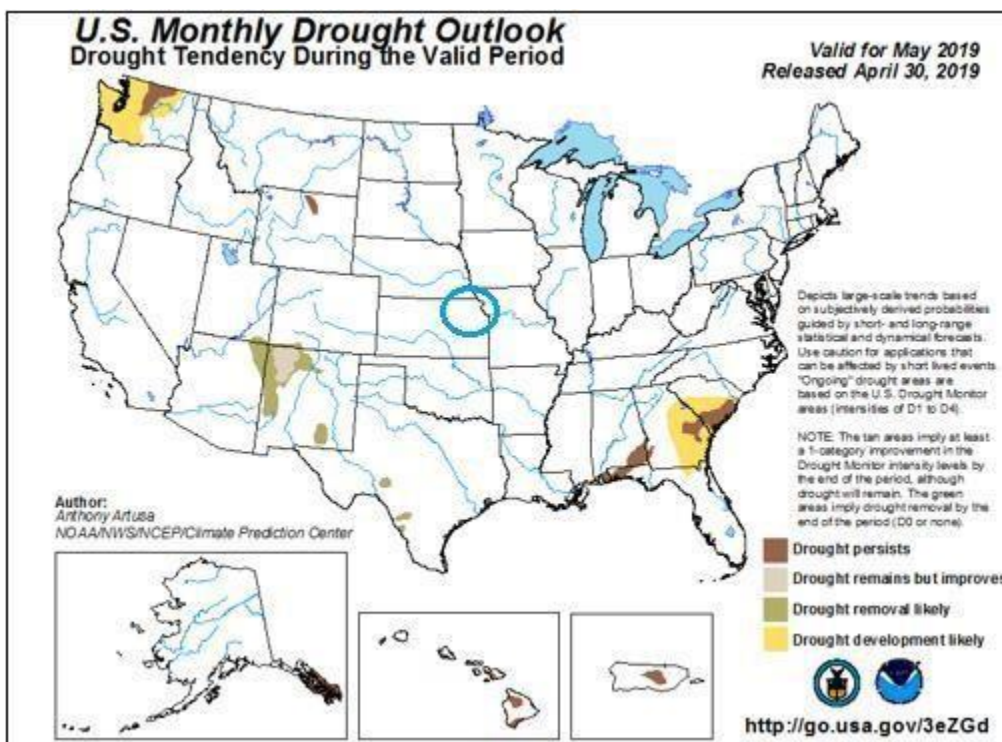 U.S. Monthly Drought Outlook
Drought Tendency During the Valid Period
Valid for May 2019
Released April 30, 2019
Depicts large-scale trends based
on subjectively derived probabilities
guided by short- and long-range
statistical and dynamical forecasts.
Use caution for applications that
can be affected by short lived events.
"Ongoing" drought areas are
based on the U.S. Drought Monitor
areas (intensities of D1 to D4).
NOTE: The tan areas imply at least
a 1-category improvement in the
Drought Monitor intensity levels by
the end of the period, although
drought will remain. The green
areas imply drought removal by the
end of the period (D0 or none).
Author:
Anthony Artusa
NOAA/NWS/NCEP/Climate Prediction Center
Drought persists
Drought remains but improves
Drought removal likely
Drought development likely
http://go.usa.gov/3eZGd